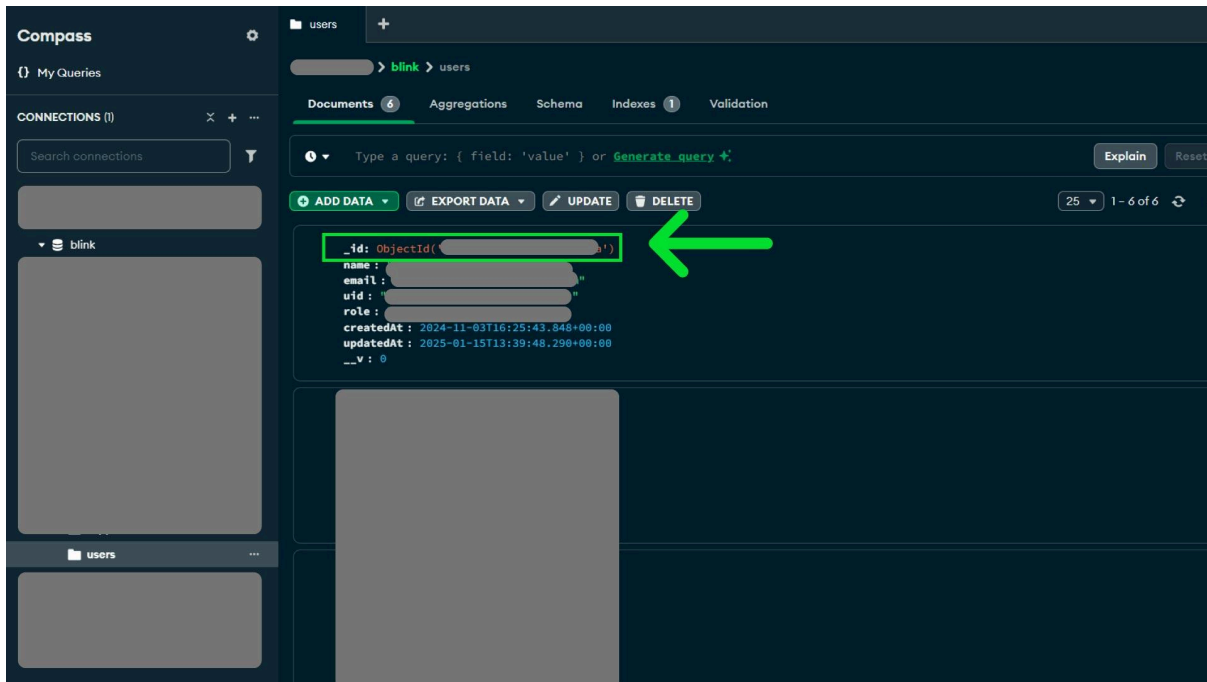 Compass
{} My Queries
CONNECTIONS (1)
Search connections
blink
users
users
blink users
Documents 6 Aggregations Schema Indexes 1 Validation
Type a query: { field: 'value' } or Generate query
Explain Reset
ADD DATA EXPORT DATA UPDATE DELETE
25 1 – 6 of 6
_id: ObjectId(' a')
name :
email : "
uid : " "
role :
createdAt : 2024-11-03T16:25:43.848+00:00
updatedAt : 2025-01-15T13:39:48.290+00:00
__v : 0